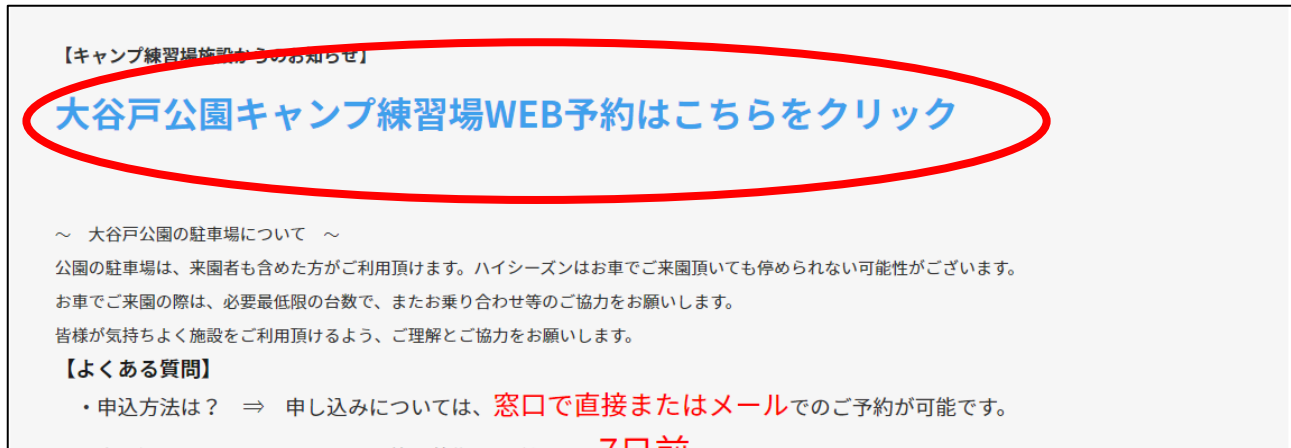 【キャンプ練習場施設からのお知らせ】
大谷戸公園キャンプ練習場WEB予約はこちらをクリック
～　大谷戸公園の駐車場について　～
公園の駐車場は、来園者も含めた方がご利用頂けます。ハイシーズンはお車でご来園頂いても停められない可能性がございます。
お車でご来園の際は、必要最低限の台数で、またお乗り合わせ等のご協力をお願いします。
皆様が気持ちよく施設をご利用頂けるよう、ご理解とご協力をお願いします。
【よくある質問】
・申込方法は？　⇒　申し込みについては、窓口で直接またはメールでのご予約が可能です。
7日前